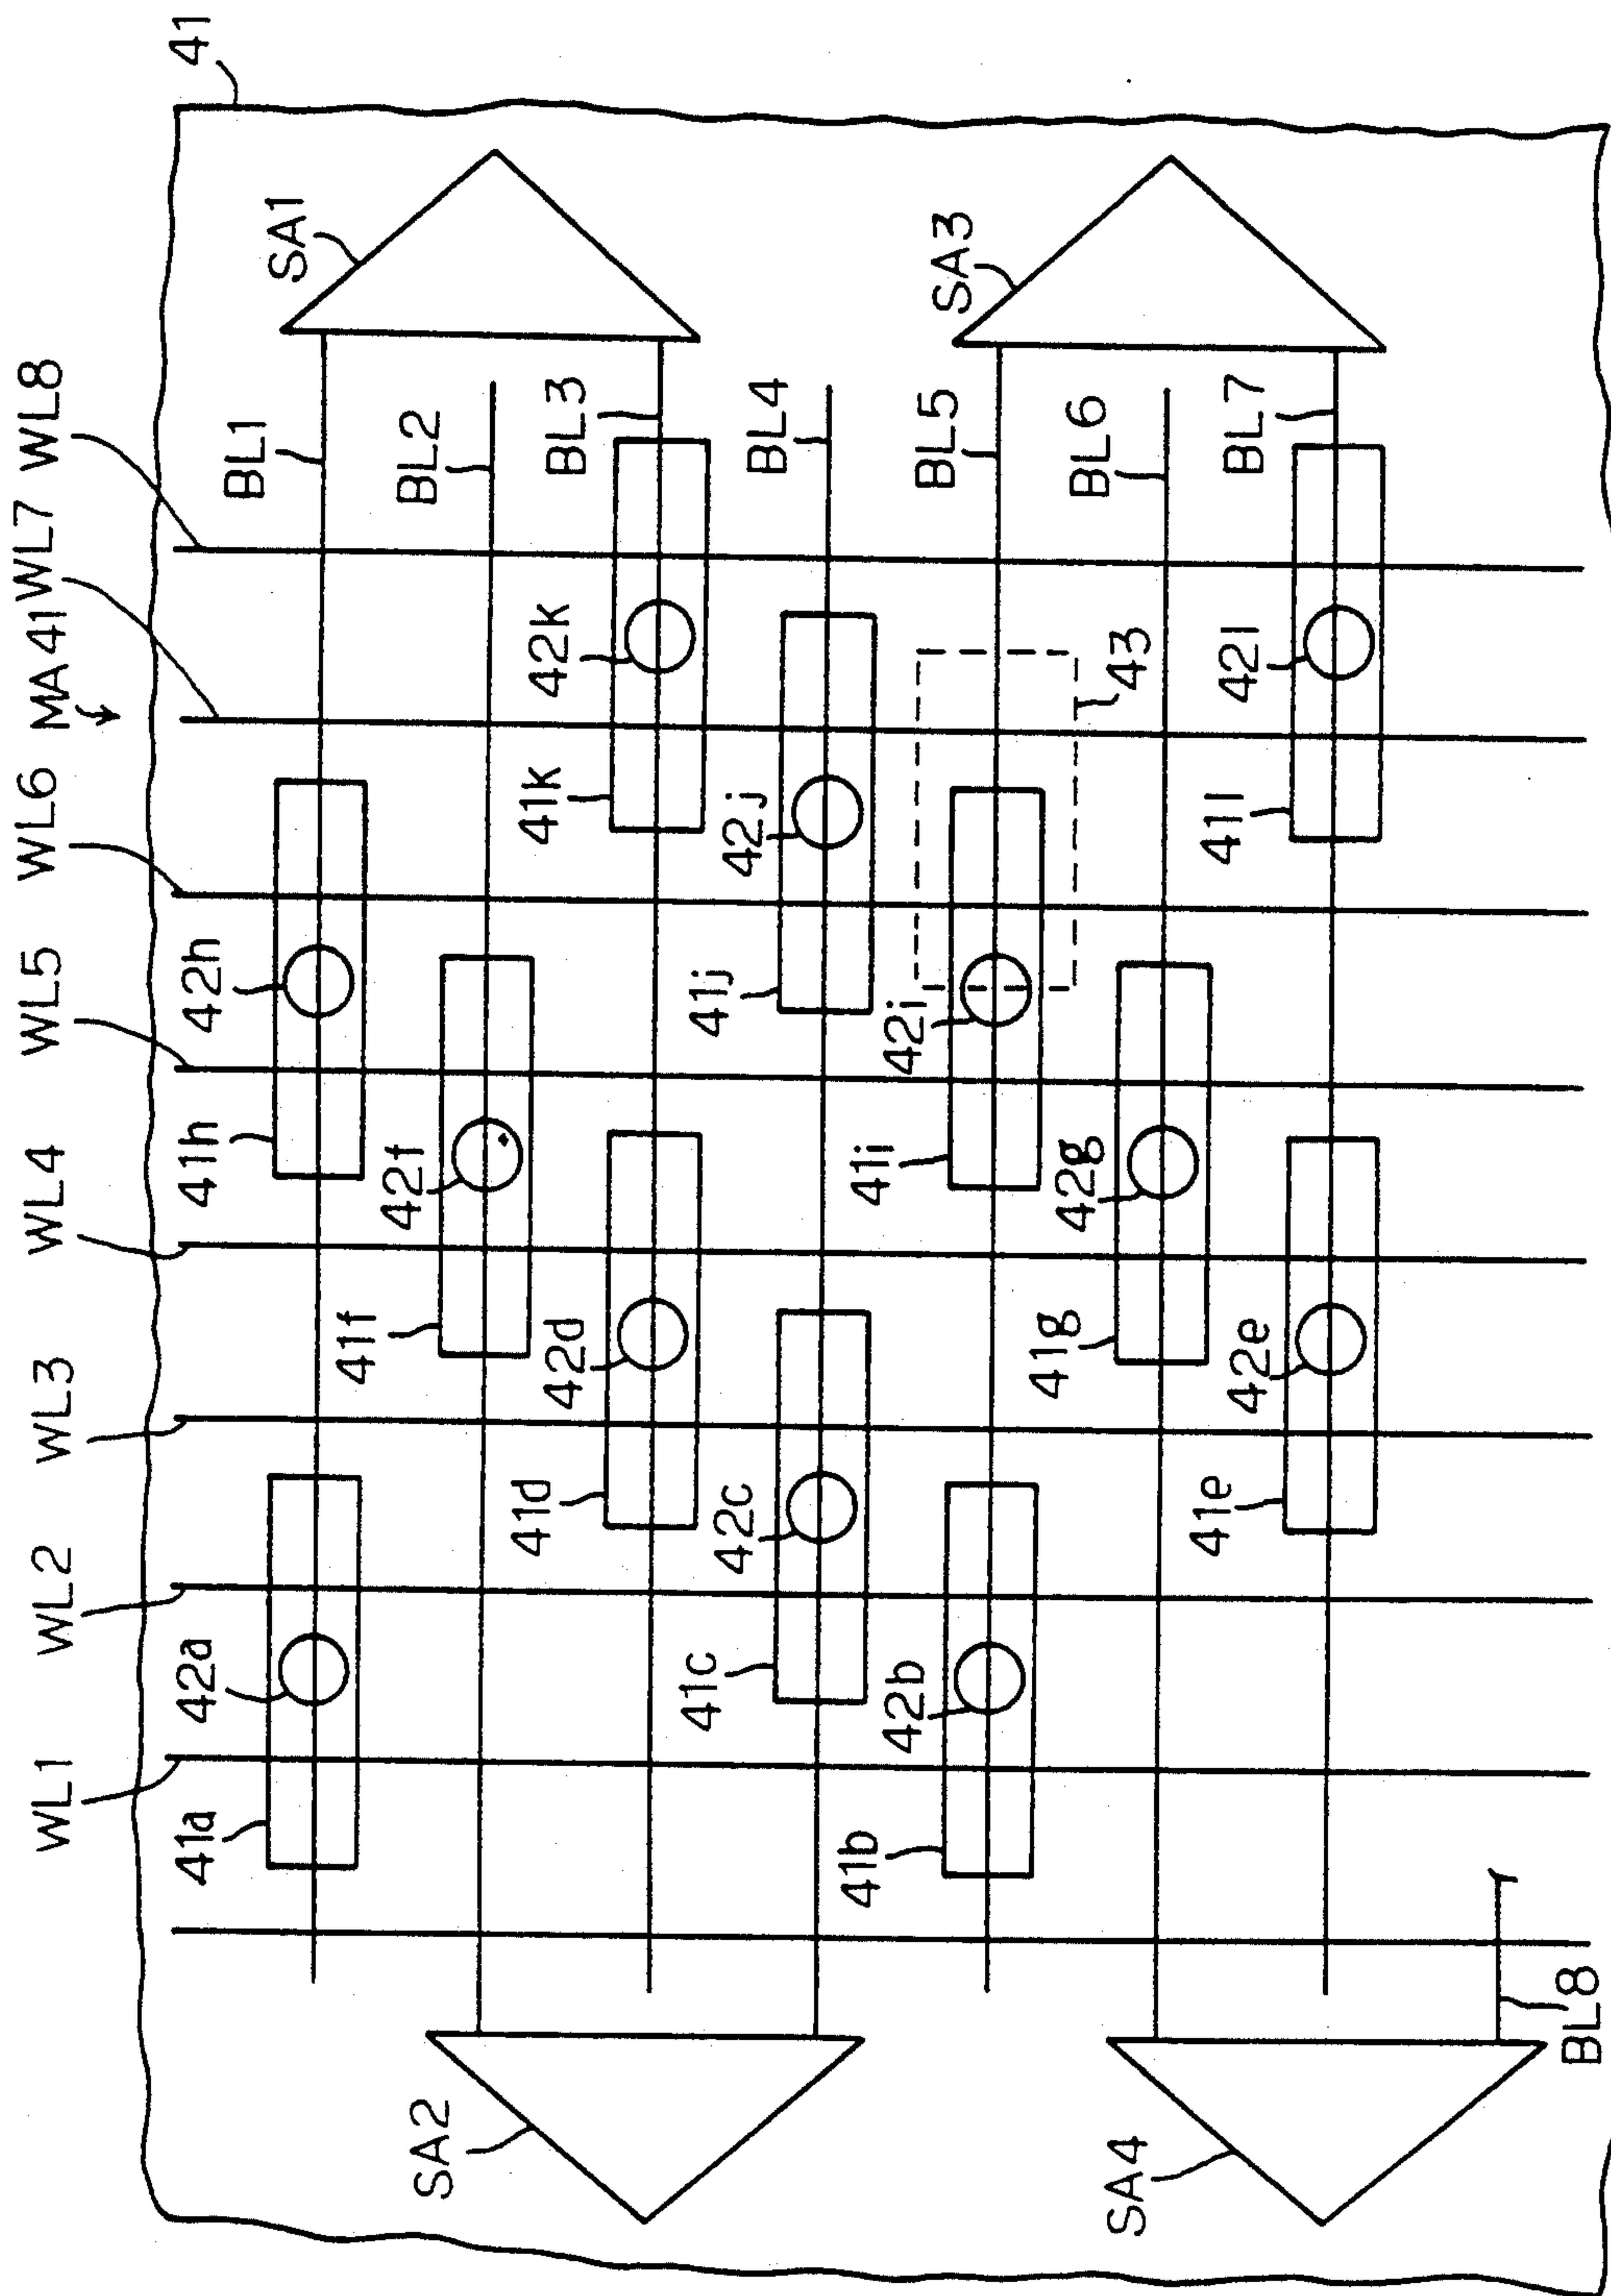 WL1
WL2
WL3
WL4
WL5
WL6
MA41
WL7
WL8
41
41a
42a
41h
42h
BL1
SA1
41f
42f
BL2
SA2
41d
42d
41k
42k
BL3
41c
42c
41j
42j
BL4
41b
42b
41i
42i
BL5
SA3
43
41g
42g
BL6
SA4
41e
42e
41l
42l
BL7
BL8